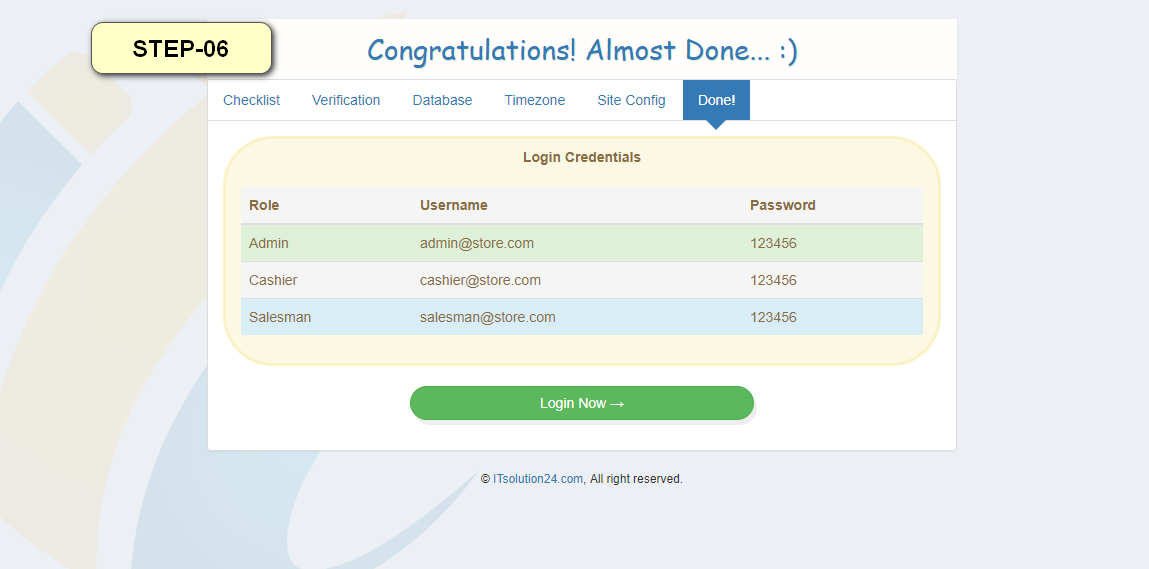 STEP-06
Congratulations! Almost Done... :)
Checklist Verification Database Timezone Site Config Done!
Login Credentials
Role Username Password
Admin admin@store.com 123456
Cashier cashier@store.com 123456
Salesman salesman@store.com 123456
Login Now →
© ITsolution24.com, All right reserved.